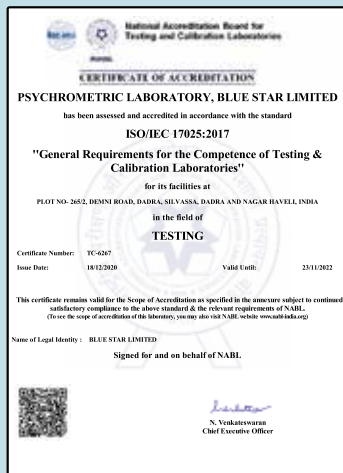 National Accreditation Board for
Testing and Calibration Laboratories
CERTIFICATE OF ACCREDITATION
PSYCHROMETRIC LABORATORY, BLUE STAR LIMITED
has been assessed and accredited in accordance with the standard
ISO/IEC 17025:2017
"General Requirements for the Competence of Testing &
Calibration Laboratories"
for its facilities at
PLOT NO- 265/2, DEMNI ROAD, DADRA, SILVASSA, DADRA AND NAGAR HAVELI, INDIA
in the field of
TESTING
Certificate Number: TC-6267
Issue Date: 18/12/2020 Valid Until: 23/11/2022
This certificate remains valid for the Scope of Accreditation as specified in the annexure subject to continued
satisfactory compliance to the above standard & the relevant requirements of NABL.
(To see the scope of accreditation of this laboratory, you may also visit NABL website www.nabl-india.org)
Name of Legal Identity : BLUE STAR LIMITED
Signed for and on behalf of NABL
N. Venkateswaran
Chief Executive Officer